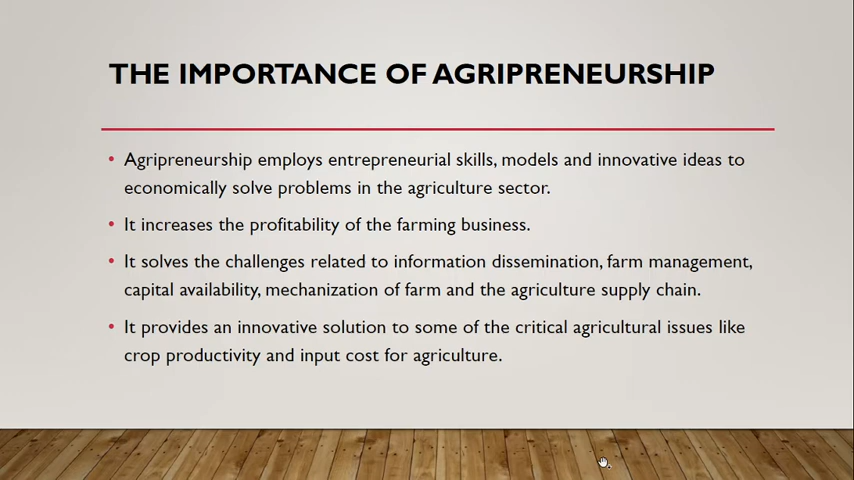 THE IMPORTANCE OF AGRIPRENEURSHIP
• Agripreneurship employs entrepreneurial skills, models and innovative ideas to
economically solve problems in the agriculture sector.
• It increases the profitability of the farming business.
• It solves the challenges related to information dissemination, farm management,
capital availability, mechanization of farm and the agriculture supply chain.
• It provides an innovative solution to some of the critical agricultural issues like
crop productivity and input cost for agriculture.